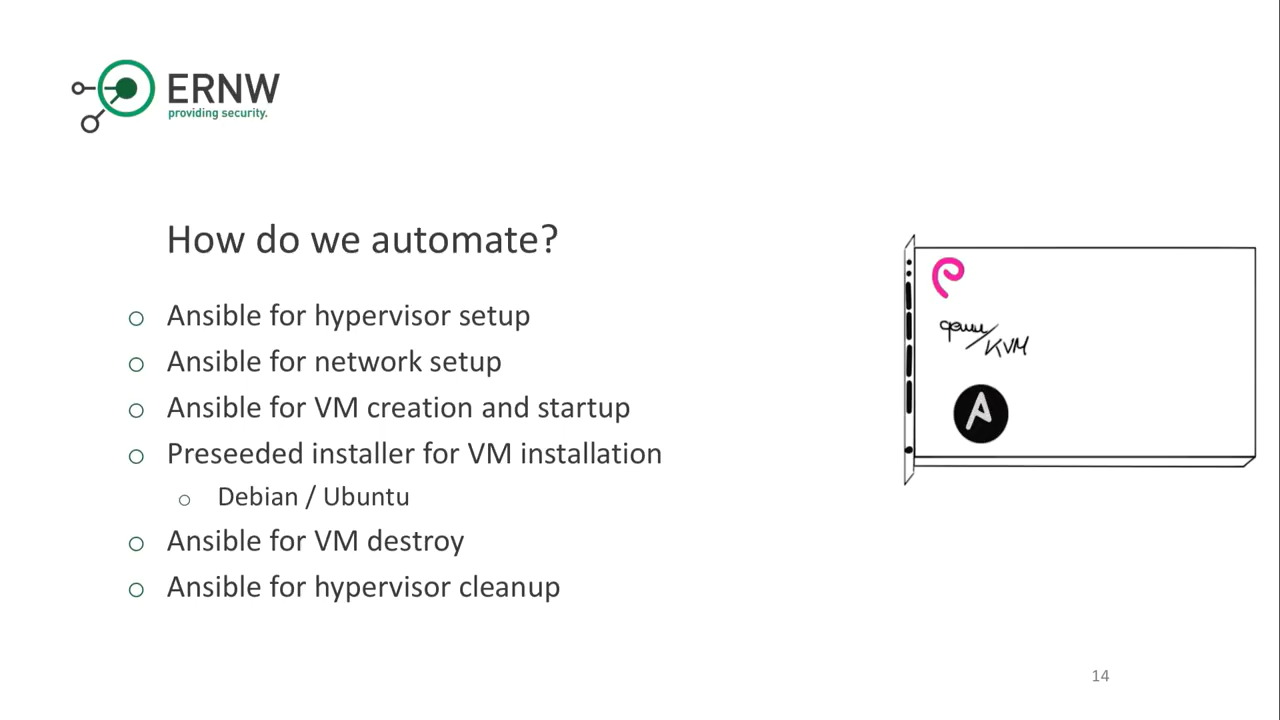 ERNW
providing security.
How do we automate?
Ansible for hypervisor setup
Ansible for network setup
Ansible for VM creation and startup
Preseeded installer for VM installation
Debian / Ubuntu
Ansible for VM destroy
Ansible for hypervisor cleanup
/KVM
A
14